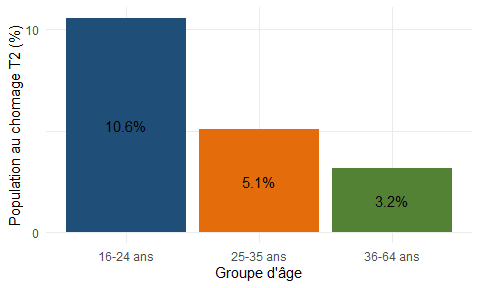 Population au chomage T2 (%)
10
0
10.6%
5.1%
3.2%
16-24 ans
25-35 ans
36-64 ans
Groupe d'âge